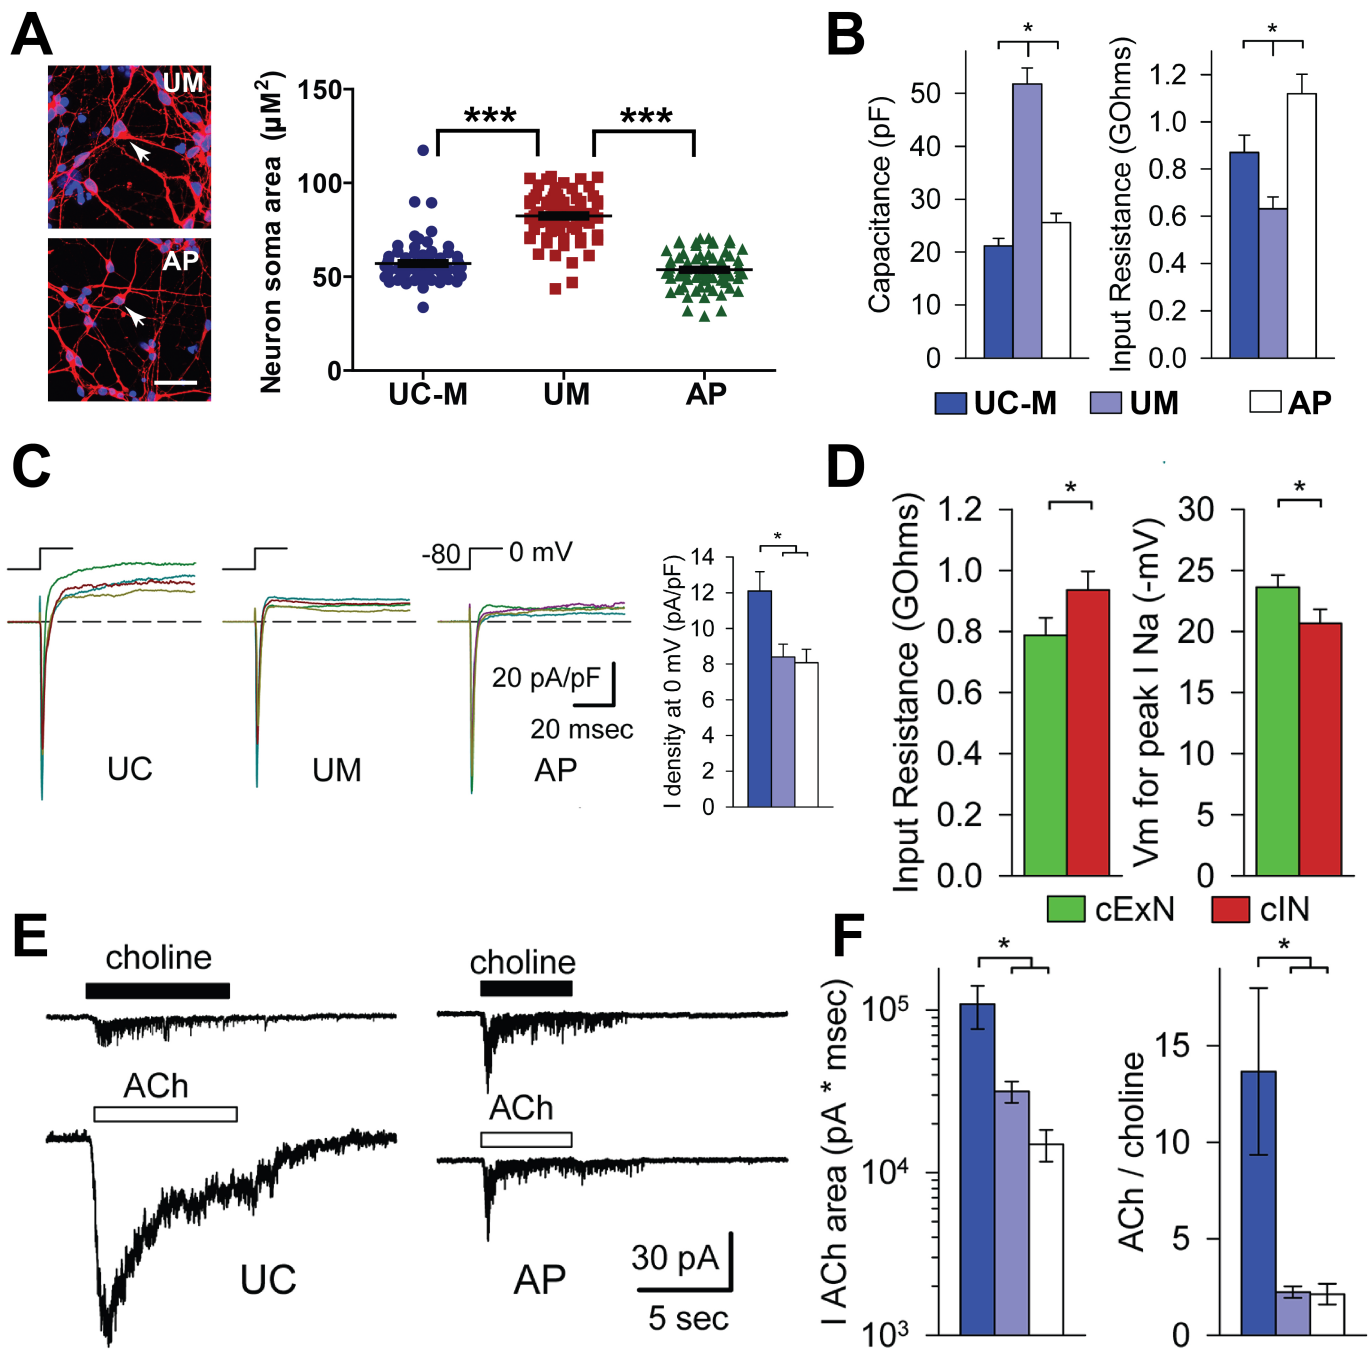 A
UM
AP
Neuron soma area (µM²)
150
100
50
0
***
***
UC-M
UM
AP
B
Capacitance (pF)
50
40
30
20
10
0
*
Input Resistance (GOhms)
1.2
1.0
0.8
0.6
0.4
0.2
0.0
*
UC-M
UM
AP
C
-80
0 mV
20 pA/pF
20 msec
UC
UM
AP
I density at 0 mV (pA/pF)
14
12
10
8
6
4
2
0
*
D
Input Resistance (GOhms)
1.2
1.0
0.8
0.6
0.4
0.2
0.0
*
Vm for peak I Na (-mV)
30
25
20
15
10
5
0
*
cExN
cIN
E
choline
choline
ACh
ACh
UC
AP
30 pA
5 sec
F
I ACh area (pA * msec)
10⁵
10⁴
10³
*
ACh / choline
15
10
5
0
*